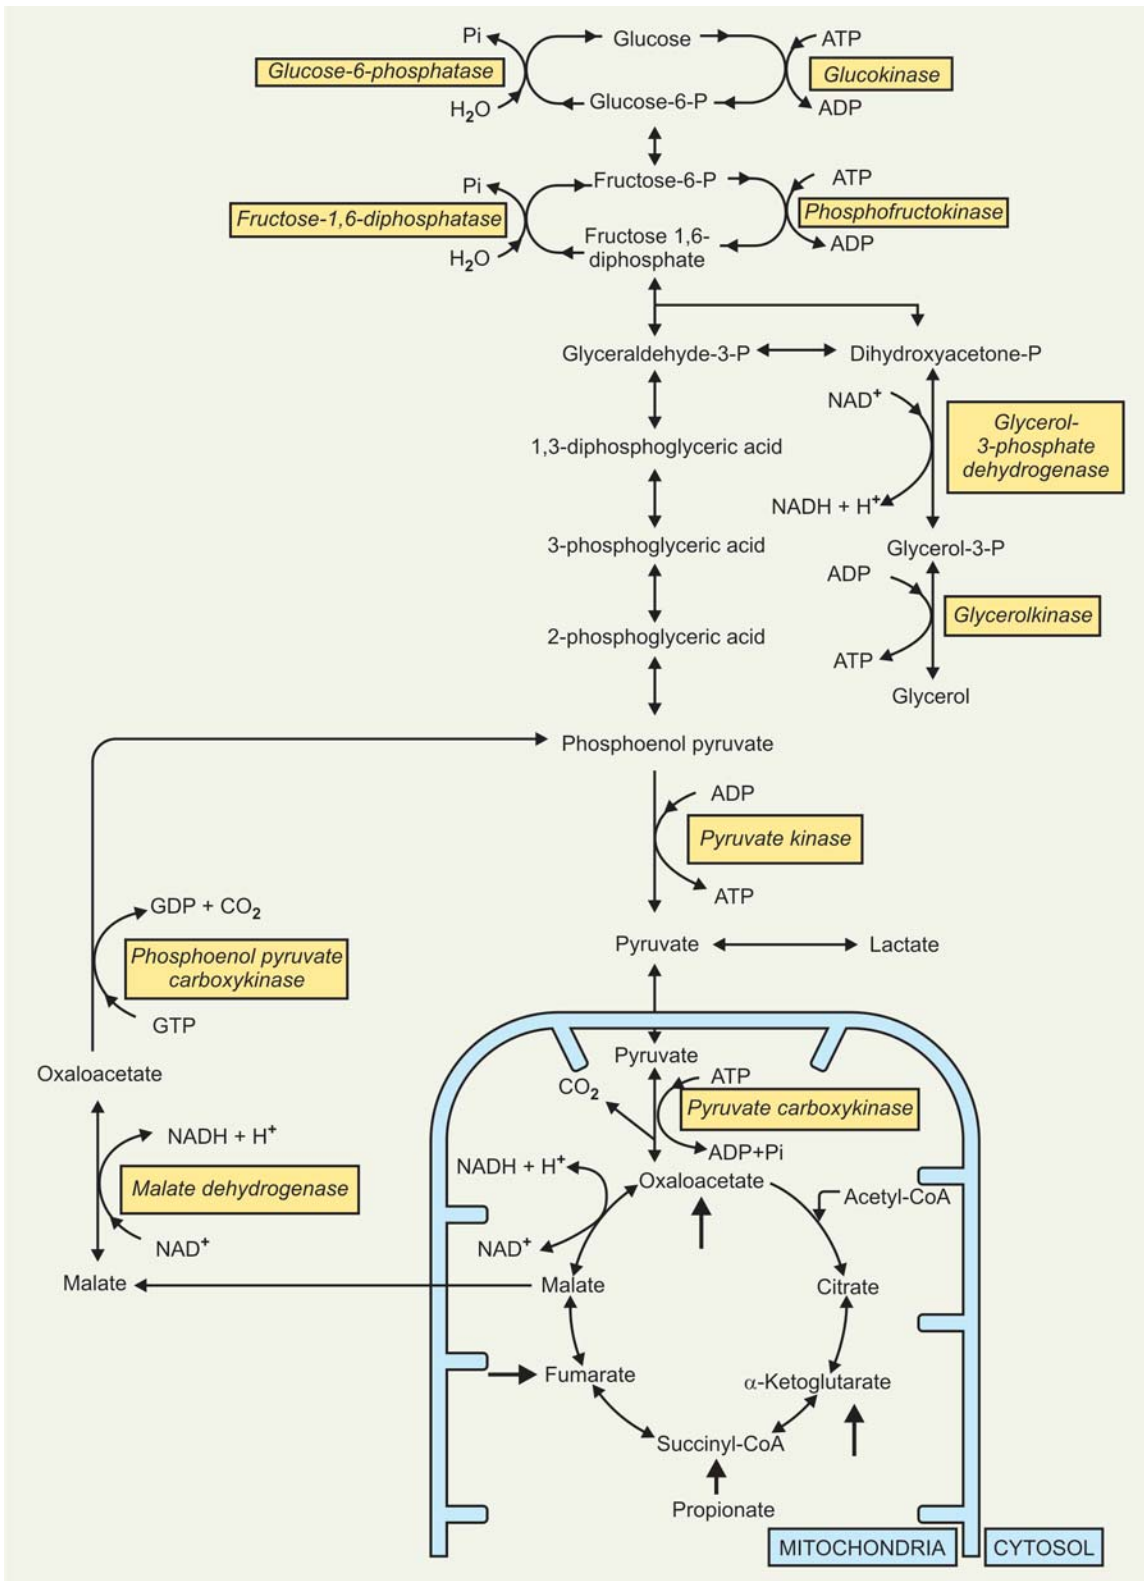 Pi
Glucose
ATP
Glucose-6-phosphatase
Glucokinase
H₂O
Glucose-6-P
ADP
Pi
Fructose-6-P
ATP
Fructose-1,6-diphosphatase
Phosphofructokinase
H₂O
Fructose 1,6-
diphosphate
ADP
Glyceraldehyde-3-P
Dihydroxyacetone-P
NAD⁺
Glycerol-
3-phosphate
dehydrogenase
1,3-diphosphoglyceric acid
NADH + H⁺
3-phosphoglyceric acid
Glycerol-3-P
ADP
Glycerolkinase
2-phosphoglyceric acid
ATP
Glycerol
Phosphoenol pyruvate
ADP
Pyruvate kinase
ATP
GDP + CO₂
Phosphoenol pyruvate
carboxykinase
GTP
Pyruvate
Lactate
Oxaloacetate
Pyruvate
CO₂
ATP
Pyruvate carboxykinase
ADP+Pi
NADH + H⁺
Malate dehydrogenase
NAD⁺
Malate
NADH + H⁺
Oxaloacetate
Acetyl-CoA
NAD⁺
Malate
Citrate
Fumarate
α-Ketoglutarate
Succinyl-CoA
Propionate
MITOCHONDRIA
CYTOSOL